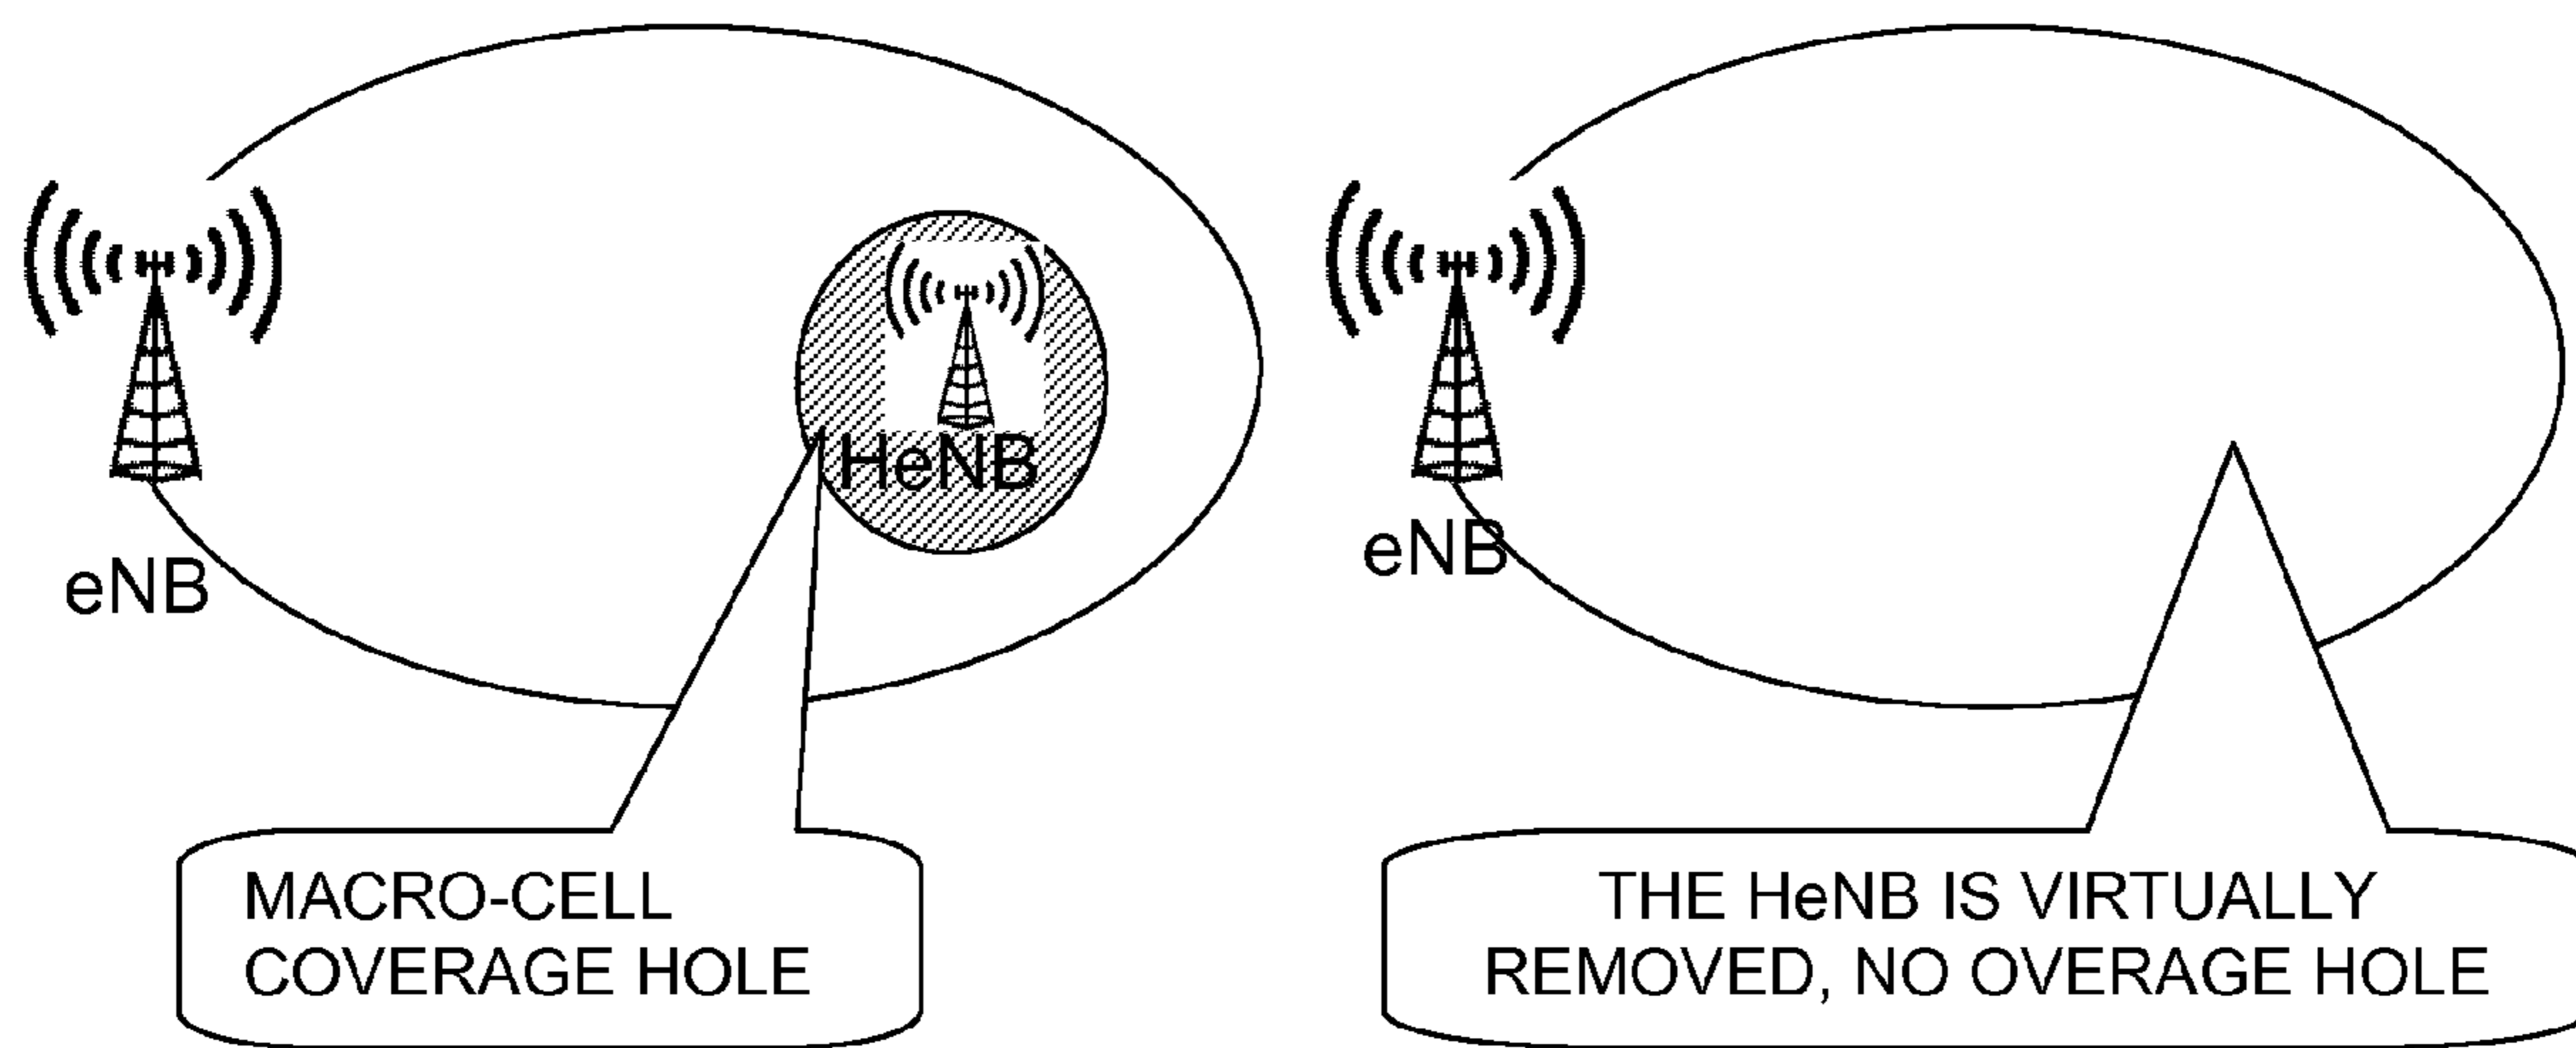 HeNB
eNB
MACRO-CELL
COVERAGE HOLE
eNB
THE HeNB IS VIRTUALLY
REMOVED, NO OVERAGE HOLE